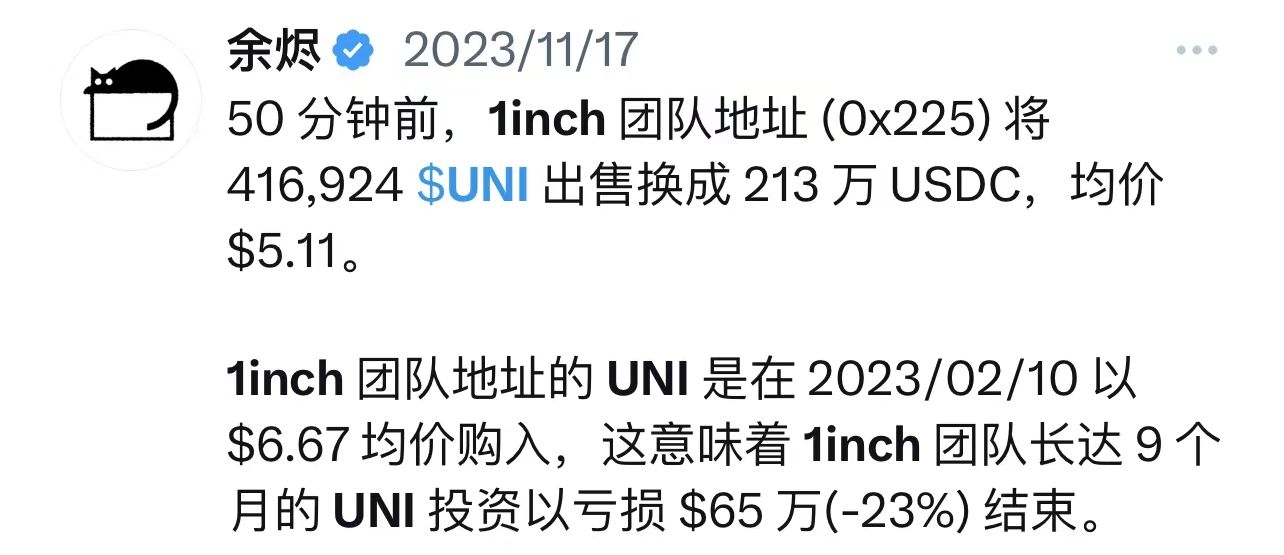 余烬 2023/11/17
50 分钟前，1inch 团队地址 (0x225) 将
416,924 $UNI 出售换成 213 万 USDC，均价
$5.11。
1inch 团队地址的 UNI 是在 2023/02/10 以
$6.67 均价购入，这意味着 1inch 团队长达 9 个
月的 UNI 投资以亏损 $65 万(-23%) 结束。